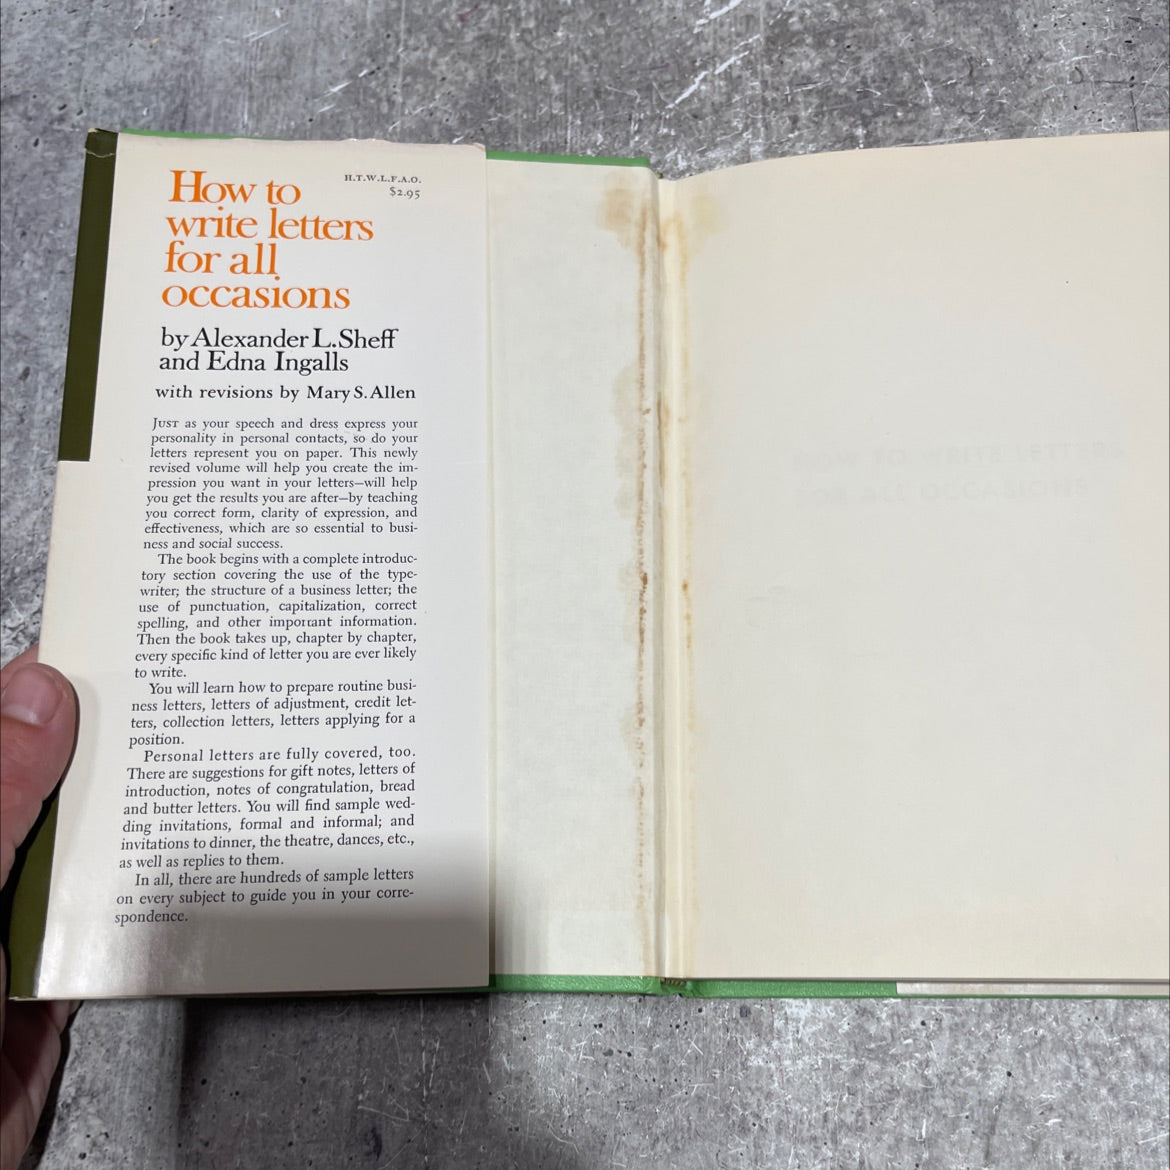 How to
write letters
for all
occasions
H.T.W.L.F.A.O.
$2.95
by Alexander L. Sheff
and Edna Ingalls
with revisions by Mary S. Allen
JUST as your speech and dress express your
personality in personal contacts, so do your
letters represent you on paper. This newly
revised volume will help you create the im-
pression you want in your letters—will help
you get the results you are after—by teaching
you correct form, clarity of expression, and
effectiveness, which are so essential to busi-
ness and social success.
The book begins with a complete introduc-
tory section covering the use of the type-
writer; the structure of a business letter; the
use of punctuation, capitalization, correct
spelling, and other important information.
Then the book takes up, chapter by chapter,
every specific kind of letter you are ever likely
to write.
You will learn how to prepare routine busi-
ness letters, letters of adjustment, credit let-
ters, collection letters, letters applying for a
position.
Personal letters are fully covered, too.
There are suggestions for gift notes, letters of
introduction, notes of congratulation, bread
and butter letters. You will find sample wed-
ding invitations, formal and informal; and
invitations to dinner, the theatre, dances, etc.,
as well as replies to them.
In all, there are hundreds of sample letters
on every subject to guide you in your corre-
spondence.
HOW TO WRITE LETTERS
FOR ALL OCCASIONS